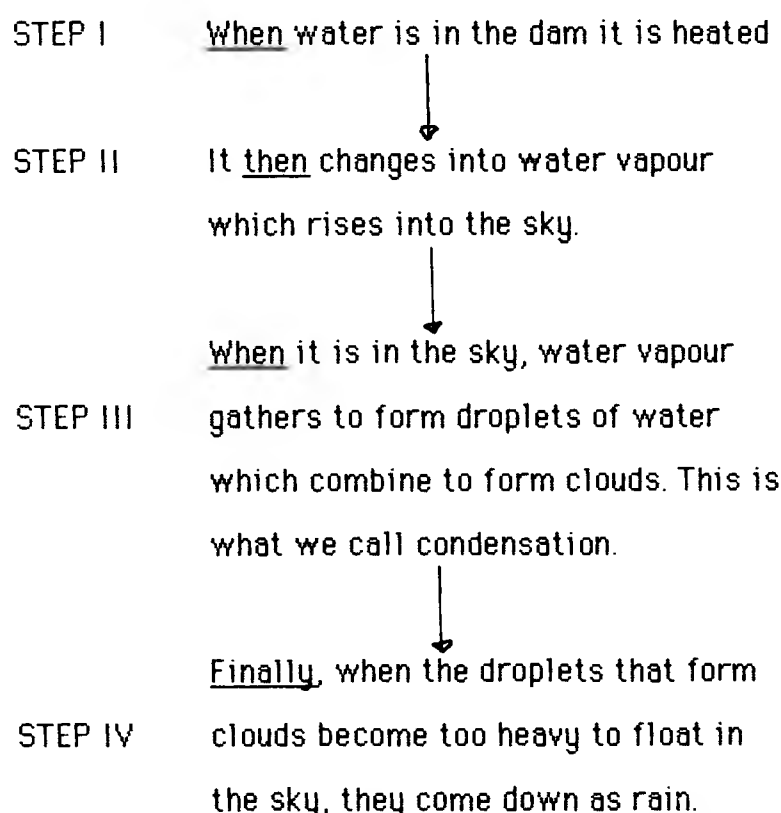 STEP I When water is in the dam it is heated
STEP II It then changes into water vapour
which rises into the sky.
When it is in the sky, water vapour
STEP III gathers to form droplets of water
which combine to form clouds. This is
what we call condensation.
Finally, when the droplets that form
STEP IV clouds become too heavy to float in
the sky, they come down as rain.